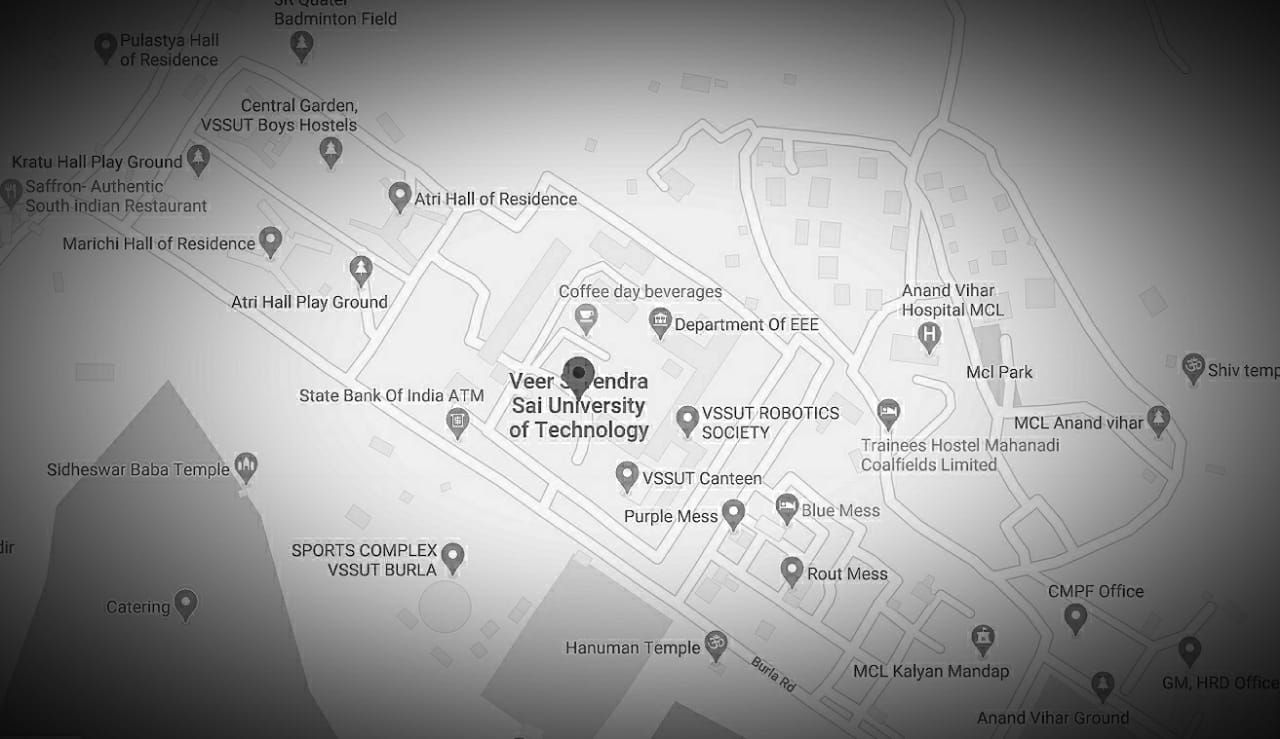 SR Quater
Badminton Field
Pulastya Hall
of Residence
Central Garden,
VSSUT Boys Hostels
Kratu Hall Play Ground
Saffron- Authentic
South indian Restaurant
Atri Hall of Residence
Marichi Hall of Residence
Atri Hall Play Ground
Coffee day beverages
Department Of EEE
Anand Vihar
Hospital MCL
Mcl Park
Shiv temp
State Bank Of India ATM
Veer Surendra
Sai University
of Technology
VSSUT ROBOTICS
SOCIETY
MCL Anand vihar
Trainees Hostel Mahanadi
Coalfields Limited
Sidheswar Baba Temple
VSSUT Canteen
Purple Mess
Blue Mess
dir
SPORTS COMPLEX
VSSUT BURLA
Rout Mess
CMPF Office
Catering
Hanuman Temple
Burla Rd
MCL Kalyan Mandap
GM, HRD Office
Anand Vihar Ground